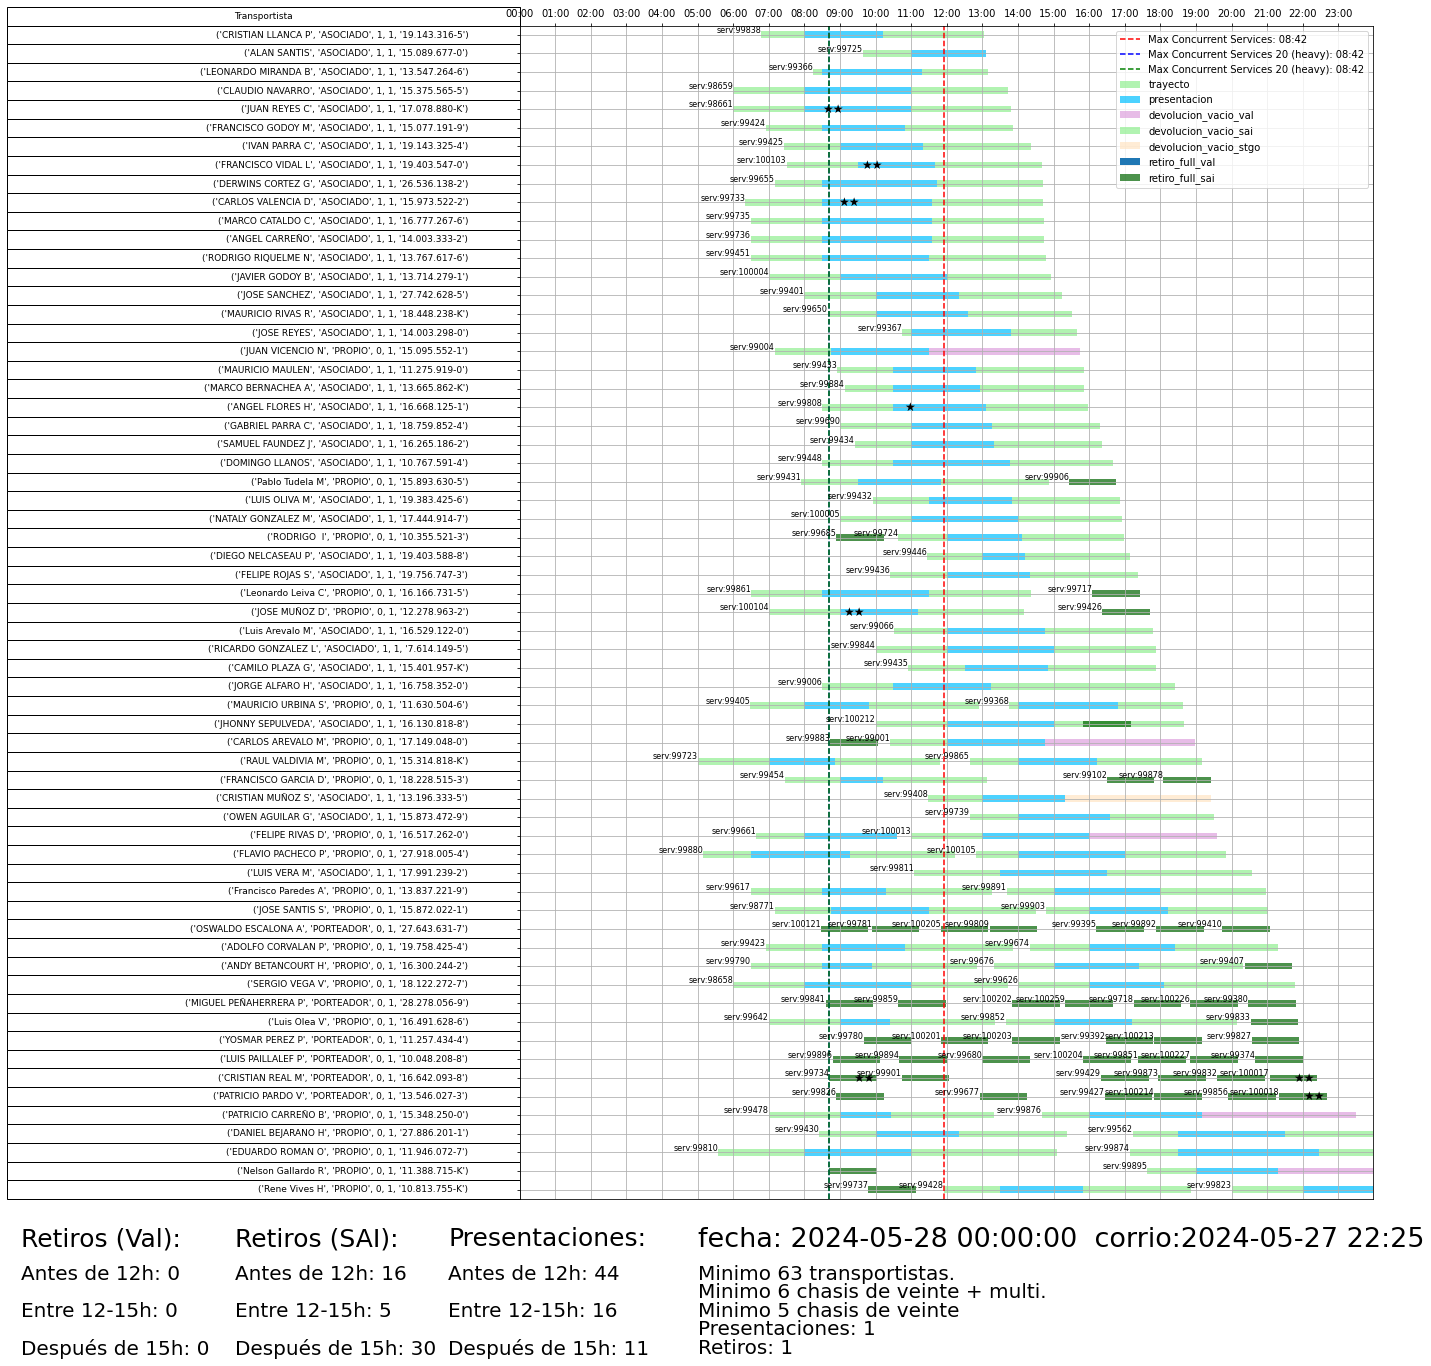 Transportista 00:00 01:00 02:00 03:00 04:00 05:00 06:00 07:00 08:00 09:00 10:00 11:00 12:00 13:00 14:00 15:00 16:00 17:00 18:00 19:00 20:00 21:00 22:00 23:00
Max Concurrent Services: 08:42
Max Concurrent Services 20 (heavy): 08:42
Max Concurrent Services 20 (heavy): 08:42
trayecto
presentacion
devolucion_vacio_val
devolucion_vacio_sai
devolucion_vacio_stgo
retiro_full_val
retiro_full_sai
('CRISTIAN LLANCA P', 'ASOCIADO', 1, 1, '19.143.316-5') serv:99838
('ALAN SANTIS', 'ASOCIADO', 1, 1, '15.089.677-0') serv:99725
('LEONARDO MIRANDA B', 'ASOCIADO', 1, 1, '13.547.264-6') serv:99366
('CLAUDIO NAVARRO', 'ASOCIADO', 1, 1, '15.375.565-5') serv:98659
('JUAN REYES C', 'ASOCIADO', 1, 1, '17.078.880-K') serv:98661
('FRANCISCO GODOY M', 'ASOCIADO', 1, 1, '15.077.191-9') serv:99424
('IVAN PARRA C', 'ASOCIADO', 1, 1, '19.143.325-4') serv:99425
('FRANCISCO VIDAL L', 'ASOCIADO', 1, 1, '19.403.547-0') serv:100103
('DERWINS CORTEZ G', 'ASOCIADO', 1, 1, '26.536.138-2') serv:99655
('CARLOS VALENCIA D', 'ASOCIADO', 1, 1, '15.973.522-2') serv:99733
('MARCO CATALDO C', 'ASOCIADO', 1, 1, '16.777.267-6') serv:99735
('ANGEL CARREÑO', 'ASOCIADO', 1, 1, '14.003.333-2') serv:99736
('RODRIGO RIQUELME N', 'ASOCIADO', 1, 1, '13.767.617-6') serv:99451
('JAVIER GODOY B', 'ASOCIADO', 1, 1, '13.714.279-1') serv:100004
('JOSE SANCHEZ', 'ASOCIADO', 1, 1, '27.742.628-5') serv:99401
('MAURICIO RIVAS R', 'ASOCIADO', 1, 1, '18.448.238-K') serv:99650
('JOSE REYES', 'ASOCIADO', 1, 1, '14.003.298-0') serv:99367
('JUAN VICENCIO N', 'PROPIO', 0, 1, '15.095.552-1') serv:99004
('MAURICIO MAULEN', 'ASOCIADO', 1, 1, '11.275.919-0') serv:99433
('MARCO BERNACHEA A', 'ASOCIADO', 1, 1, '13.665.862-K') serv:99884
('ANGEL FLORES H', 'ASOCIADO', 1, 1, '16.668.125-1') serv:99808
('GABRIEL PARRA C', 'ASOCIADO', 1, 1, '18.759.852-4') serv:99690
('SAMUEL FAUNDEZ J', 'ASOCIADO', 1, 1, '16.265.186-2') serv:99434
('DOMINGO LLANOS', 'ASOCIADO', 1, 1, '10.767.591-4') serv:99448
('Pablo Tudela M', 'PROPIO', 0, 1, '15.893.630-5') serv:99431 serv:99906
('LUIS OLIVA M', 'ASOCIADO', 1, 1, '19.383.425-6') serv:99432
('NATALY GONZALEZ M', 'ASOCIADO', 1, 1, '17.444.914-7') serv:100005
('RODRIGO  I', 'PROPIO', 0, 1, '10.355.521-3') serv:99685 serv:99724
('DIEGO NELCASEAU P', 'ASOCIADO', 1, 1, '19.403.588-8') serv:99446
('FELIPE ROJAS S', 'ASOCIADO', 1, 1, '19.756.747-3') serv:99436
('Leonardo Leiva C', 'PROPIO', 0, 1, '16.166.731-5') serv:99861 serv:99717
('JOSE MUÑOZ D', 'PROPIO', 0, 1, '12.278.963-2') serv:100104 serv:99426
('Luis Arevalo M', 'ASOCIADO', 1, 1, '16.529.122-0') serv:99066
('RICARDO GONZALEZ L', 'ASOCIADO', 1, 1, '7.614.149-5') serv:99844
('CAMILO PLAZA G', 'ASOCIADO', 1, 1, '15.401.957-K') serv:99435
('JORGE ALFARO H', 'ASOCIADO', 1, 1, '16.758.352-0') serv:99006
('MAURICIO URBINA S', 'PROPIO', 0, 1, '11.630.504-6') serv:99405 serv:99368
('JHONNY SEPULVEDA', 'ASOCIADO', 1, 1, '16.130.818-8') serv:100212
('CARLOS AREVALO M', 'PROPIO', 0, 1, '17.149.048-0') serv:99883 serv:99001
('RAUL VALDIVIA M', 'PROPIO', 0, 1, '15.314.818-K') serv:99723 serv:99865
('FRANCISCO GARCIA D', 'PROPIO', 0, 1, '18.228.515-3') serv:99454 serv:99102 serv:99878
('CRISTIAN MUÑOZ S', 'ASOCIADO', 1, 1, '13.196.333-5') serv:99408
('OWEN AGUILAR G', 'ASOCIADO', 1, 1, '15.873.472-9') serv:99739
('FELIPE RIVAS D', 'PROPIO', 0, 1, '16.517.262-0') serv:99661 serv:100013
('FLAVIO PACHECO P', 'PROPIO', 0, 1, '27.918.005-4') serv:99880 serv:100105
('LUIS VERA M', 'ASOCIADO', 1, 1, '17.991.239-2') serv:99811
('Francisco Paredes A', 'PROPIO', 0, 1, '13.837.221-9') serv:99617 serv:99891
('JOSE SANTIS S', 'PROPIO', 0, 1, '15.872.022-1') serv:98771 serv:99903
('OSWALDO ESCALONA A', 'PORTEADOR', 0, 1, '27.643.631-7') serv:100121 serv:99781 serv:100205 serv:99809 serv:99395 serv:99892 serv:99410
('ADOLFO CORVALAN P', 'PROPIO', 0, 1, '19.758.425-4') serv:99423 serv:99674
('ANDY BETANCOURT H', 'PROPIO', 0, 1, '16.300.244-2') serv:99790 serv:99676 serv:99407
('SERGIO VEGA V', 'PROPIO', 0, 1, '18.122.272-7') serv:98658 serv:99626
('MIGUEL PEÑAHERRERA P', 'PORTEADOR', 0, 1, '28.278.056-9') serv:99841 serv:99859 serv:100202 serv:100259 serv:99718 serv:100226 serv:99380
('Luis Olea V', 'PROPIO', 0, 1, '16.491.628-6') serv:99642 serv:99852 serv:99833
('YOSMAR PEREZ P', 'PORTEADOR', 0, 1, '11.257.434-4') serv:99780 serv:100201 serv:100203 serv:99392 serv:100213 serv:99827
('LUIS PAILLALEF P', 'PORTEADOR', 0, 1, '10.048.208-8') serv:99896 serv:99894 serv:99680 serv:100204 serv:99851 serv:100227 serv:99374
('CRISTIAN REAL M', 'PORTEADOR', 0, 1, '16.642.093-8') serv:99734 serv:99901 serv:99429 serv:99873 serv:99832 serv:100017
('PATRICIO PARDO V', 'PORTEADOR', 0, 1, '13.546.027-3') serv:99826 serv:99677 serv:99427 serv:100214 serv:99856 serv:100018
('PATRICIO CARREÑO B', 'PROPIO', 0, 1, '15.348.250-0') serv:99478 serv:99876
('DANIEL BEJARANO H', 'PROPIO', 0, 1, '27.886.201-1') serv:99430 serv:99562
('EDUARDO ROMAN O', 'PROPIO', 0, 1, '11.946.072-7') serv:99810 serv:99874
('Nelson Gallardo R', 'PROPIO', 0, 1, '11.388.715-K') serv:99895
('Rene Vives H', 'PROPIO', 0, 1, '10.813.755-K') serv:99737 serv:99428 serv:99823
Retiros (Val): Retiros (SAI): Presentaciones: fecha: 2024-05-28 00:00:00  corrio:2024-05-27 22:25
Antes de 12h: 0 Antes de 12h: 16 Antes de 12h: 44 Minimo 63 transportistas.
Minimo 6 chasis de veinte + multi.
Entre 12-15h: 0 Entre 12-15h: 5 Entre 12-15h: 16 Minimo 5 chasis de veinte
Presentaciones: 1
Después de 15h: 0 Después de 15h: 30 Después de 15h: 11 Retiros: 1